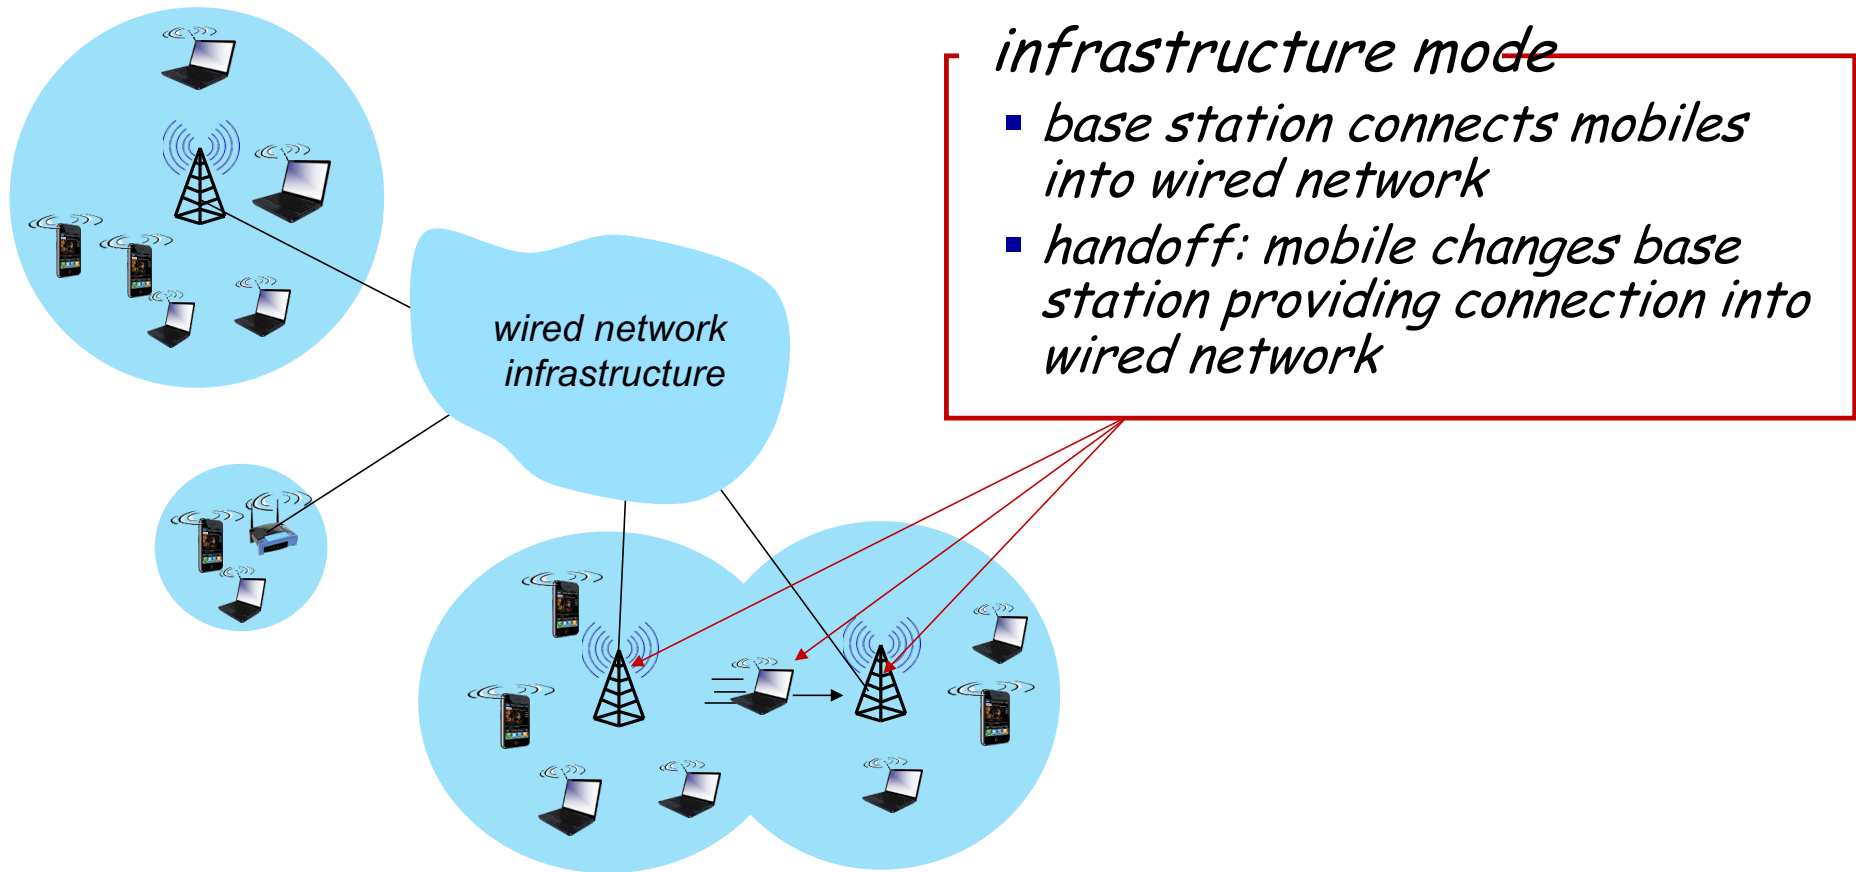 infrastructure mode
▪ base station connects mobiles
into wired network
▪ handoff: mobile changes base
station providing connection into
wired network
wired network
infrastructure